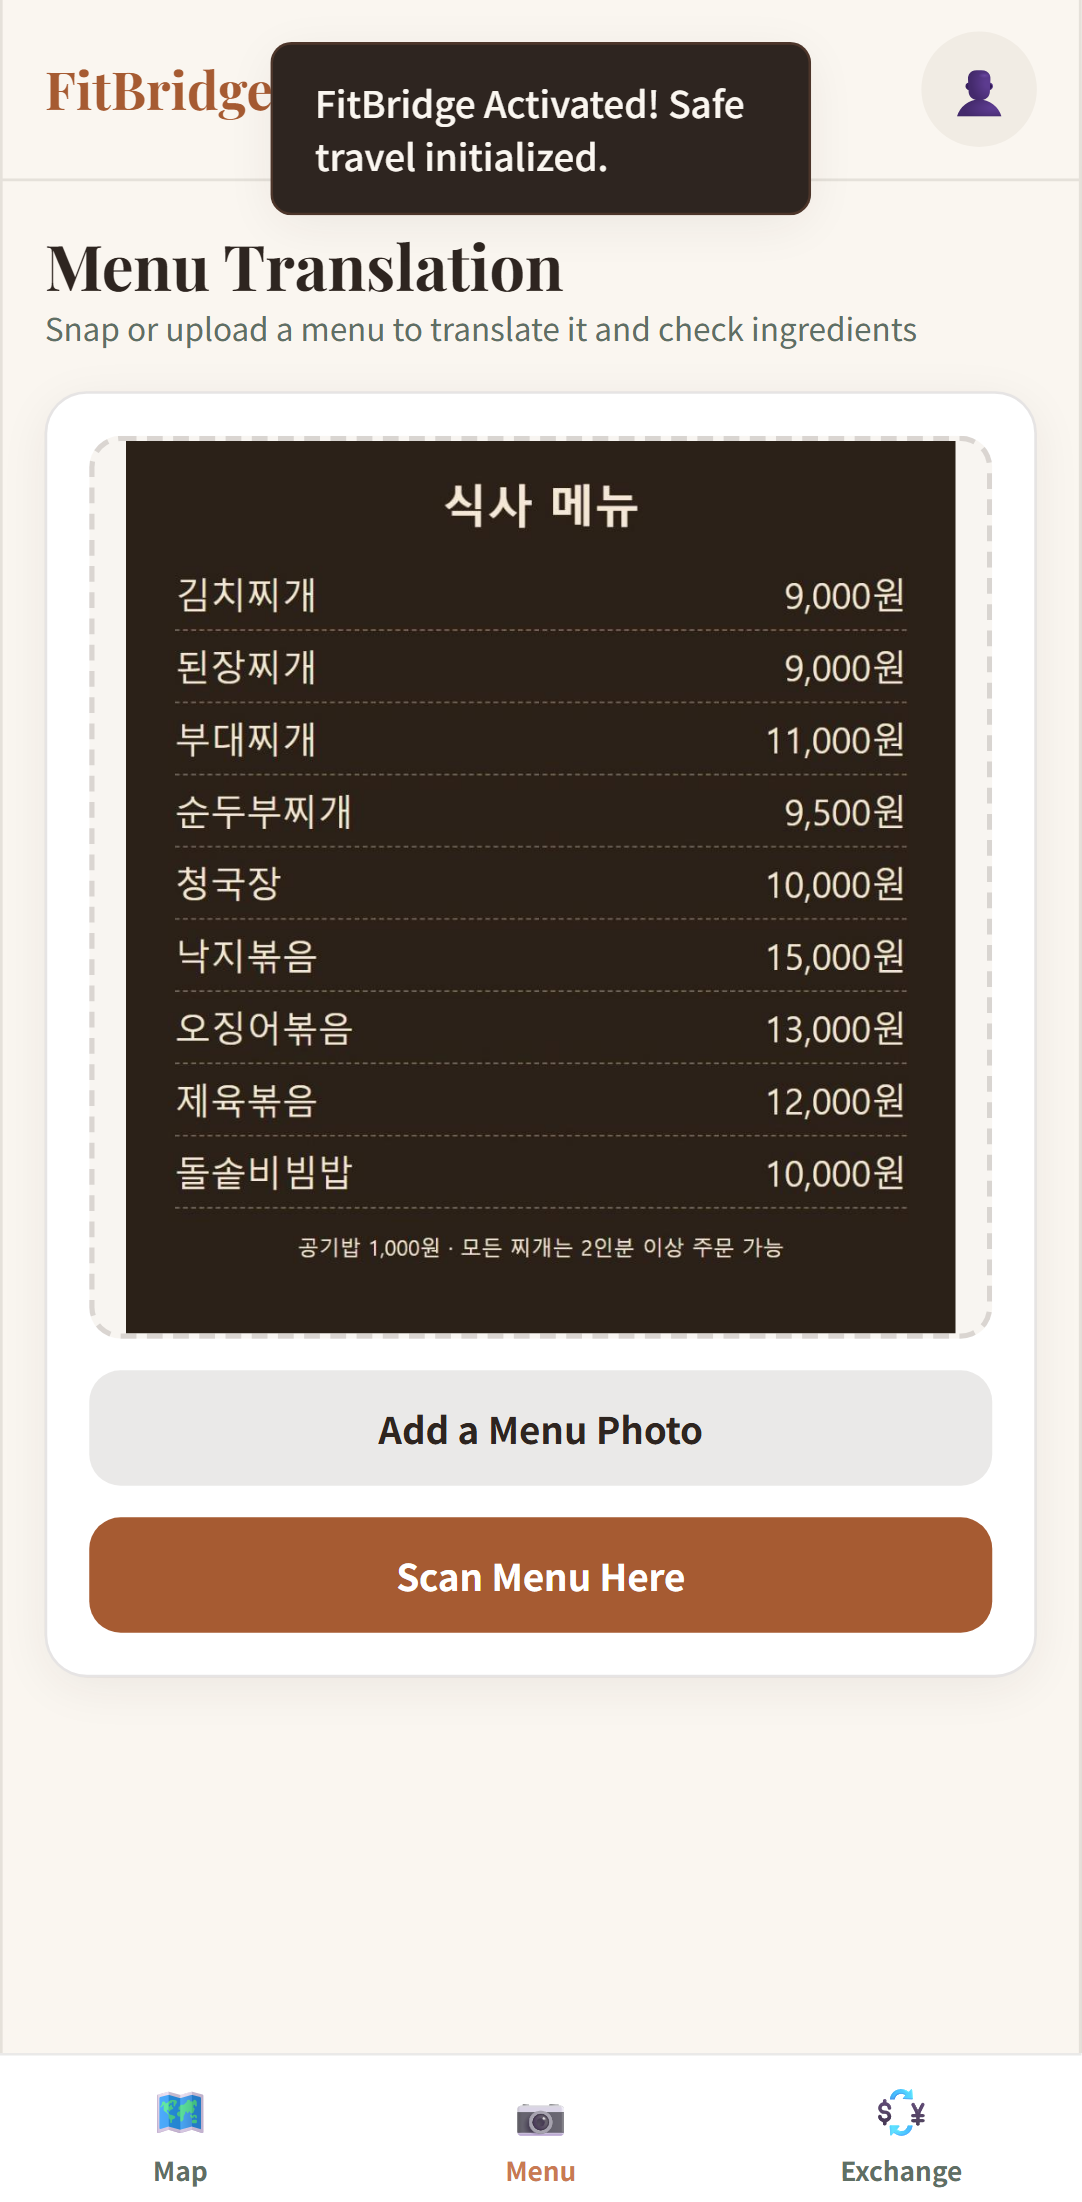 FitBridge
FitBridge Activated! Safe
travel initialized.
Menu Translation
Snap or upload a menu to translate it and check ingredients
식사 메뉴
김치찌개 9,000원
된장찌개 9,000원
부대찌개 11,000원
순두부찌개 9,500원
청국장 10,000원
낙지볶음 15,000원
오징어볶음 13,000원
제육볶음 12,000원
돌솥비빔밥 10,000원
공기밥 1,000원 · 모든 찌개는 2인분 이상 주문 가능
Add a Menu Photo
Scan Menu Here
Map Menu Exchange